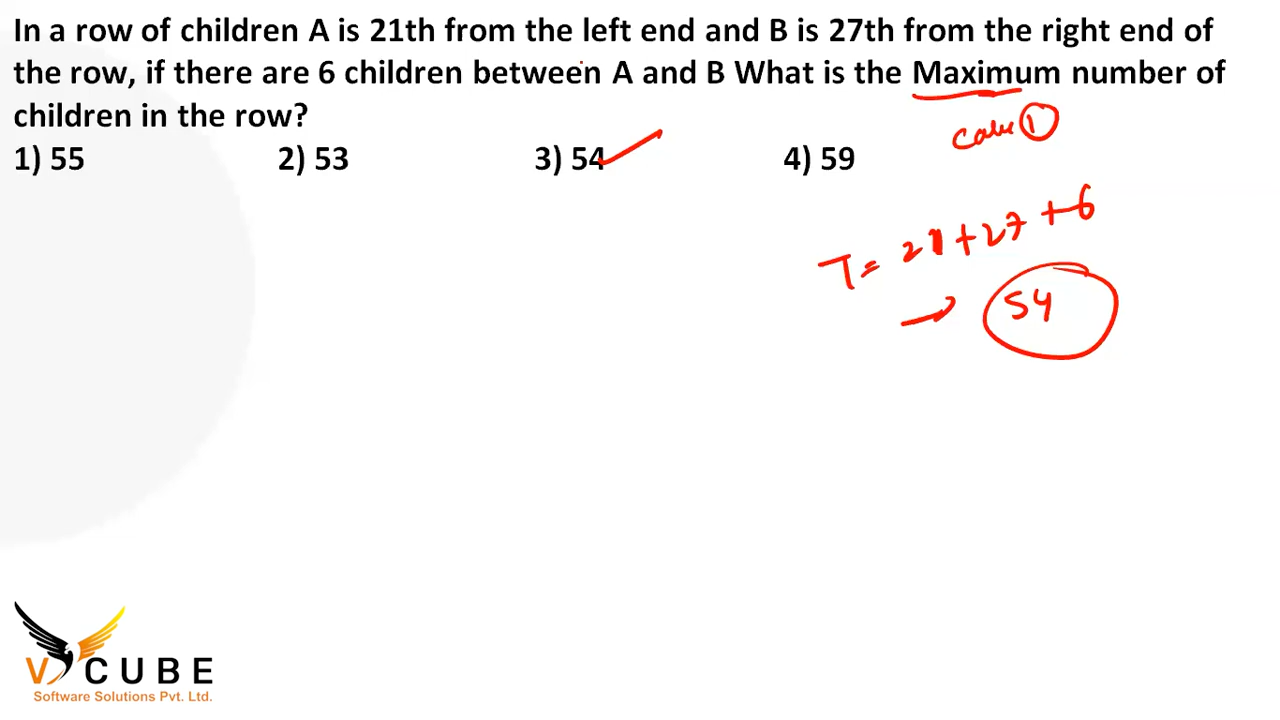 In a row of children A is 21th from the left end and B is 27th from the right end of
the row, if there are 6 children between A and B What is the Maximum number of
children in the row?
Case 1
1) 55 2) 53 3) 54 4) 59
T = 21 + 27 + 6
→ 54
V CUBE
Software Solutions Pvt. Ltd.